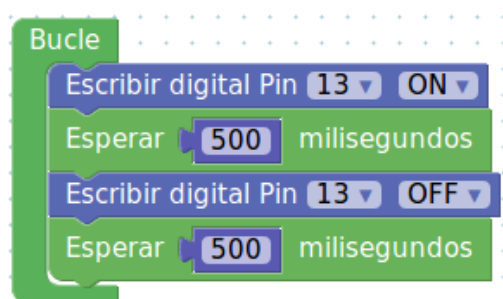 Bucle
Escribir digital Pin 13 ON
Esperar 500 milisegundos
Escribir digital Pin 13 OFF
Esperar 500 milisegundos